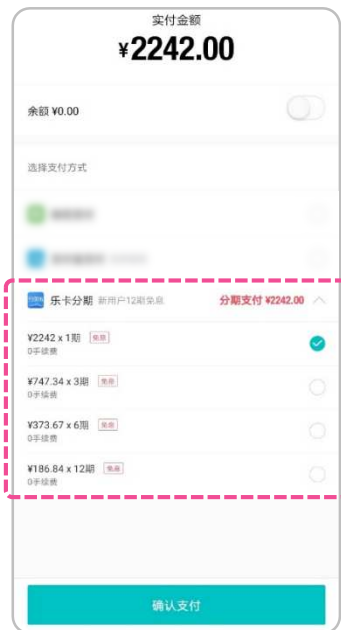 实付金额
¥2242.00
余额 ¥0.00
选择支付方式
乐卡分期 新用户12期免息 分期支付 ¥2242.00
¥2242 x 1期 免息
0手续费
¥747.34 x 3期 免息
0手续费
¥373.67 x 6期 免息
0手续费
¥186.84 x 12期 免息
0手续费
确认支付